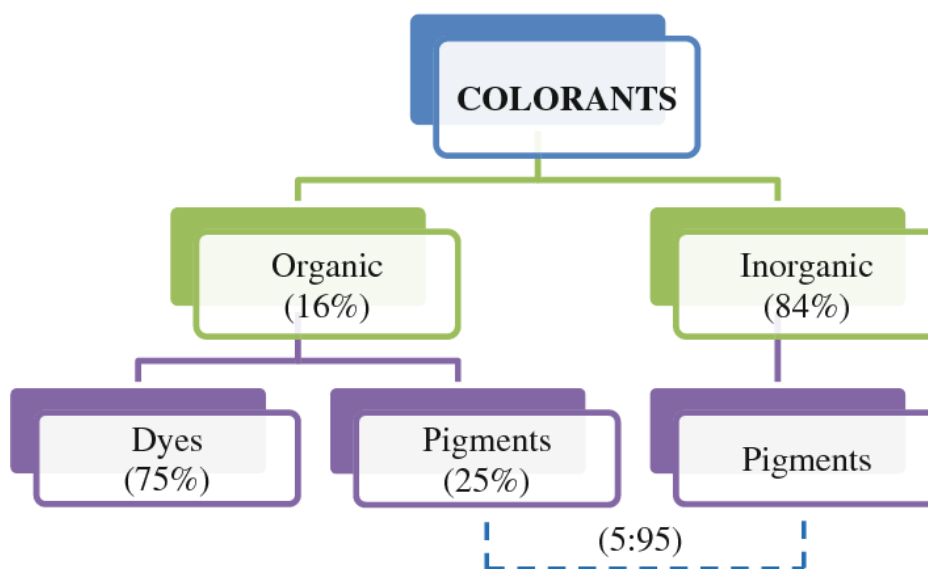 COLORANTS
Organic
(16%)
Inorganic
(84%)
Dyes
(75%)
Pigments
(25%)
Pigments
(5:95)